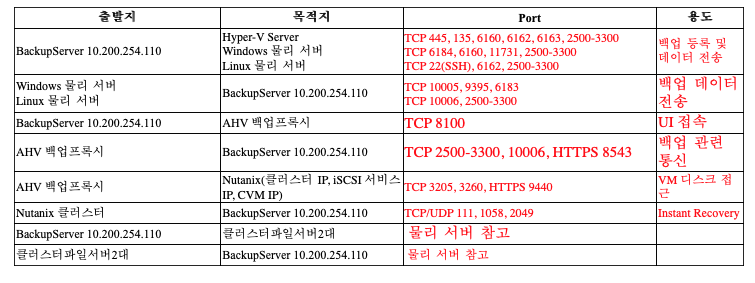 출발지 목적지 Port 용도
BackupServer 10.200.254.110
Hyper-V Server
Windows 물리 서버
Linux 물리 서버
TCP 445, 135, 6160, 6162, 6163, 2500-3300
TCP 6184, 6160, 11731, 2500-3300
TCP 22(SSH), 6162, 2500-3300
백업 등록 및
데이터 전송
Windows 물리 서버
Linux 물리 서버
BackupServer 10.200.254.110
TCP 10005, 9395, 6183
TCP 10006, 2500-3300
백업 데이터
전송
BackupServer 10.200.254.110 AHV 백업프록시 TCP 8100 UI 접속
AHV 백업프록시 BackupServer 10.200.254.110 TCP 2500-3300, 10006, HTTPS 8543
백업 관련
통신
AHV 백업프록시
Nutanix(클러스터 IP, iSCSI 서비스
IP, CVM IP)
TCP 3205, 3260, HTTPS 9440
VM 디스크 접
근
Nutanix 클러스터 BackupServer 10.200.254.110 TCP/UDP 111, 1058, 2049 Instant Recovery
BackupServer 10.200.254.110 클러스터파일서버2대 물리 서버 참고
클러스터파일서버2대 BackupServer 10.200.254.110 물리 서버 참고